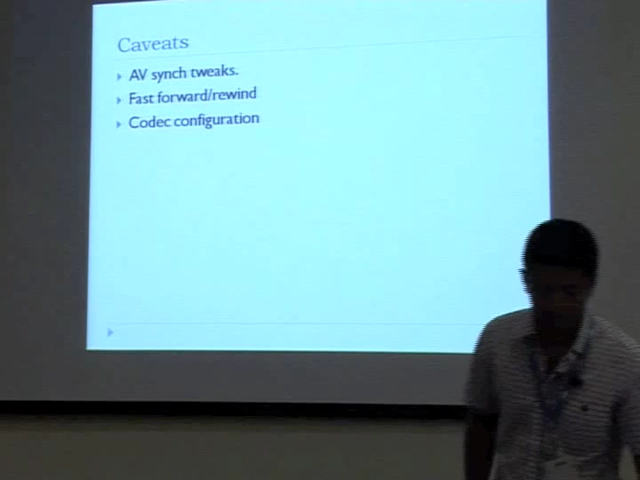 Caveats
AV synch tweaks.
Fast forward/rewind
Codec configuration